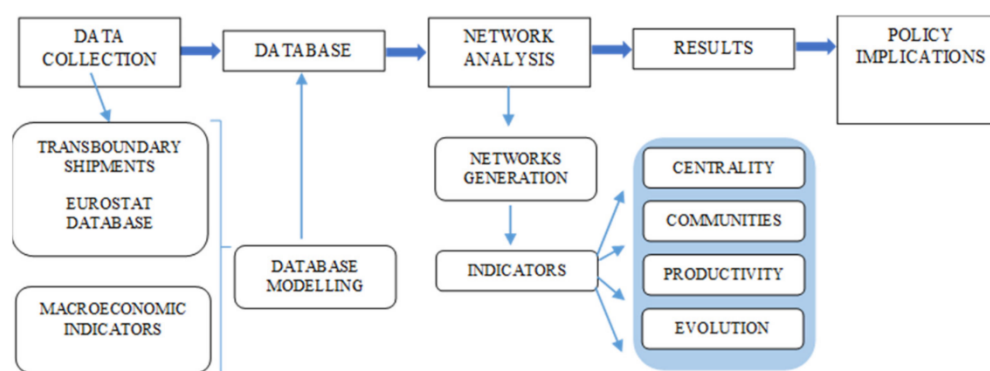 DATA
COLLECTION
DATABASE
NETWORK
ANALYSIS
RESULTS
POLICY
IMPLICATIONS
TRANSBOUNDARY
SHIPMENTS
EUROSTAT
DATABASE
MACROECONOMIC
INDICATORS
DATABASE
MODELLING
NETWORKS
GENERATION
INDICATORS
CENTRALITY
COMMUNITIES
PRODUCTIVITY
EVOLUTION